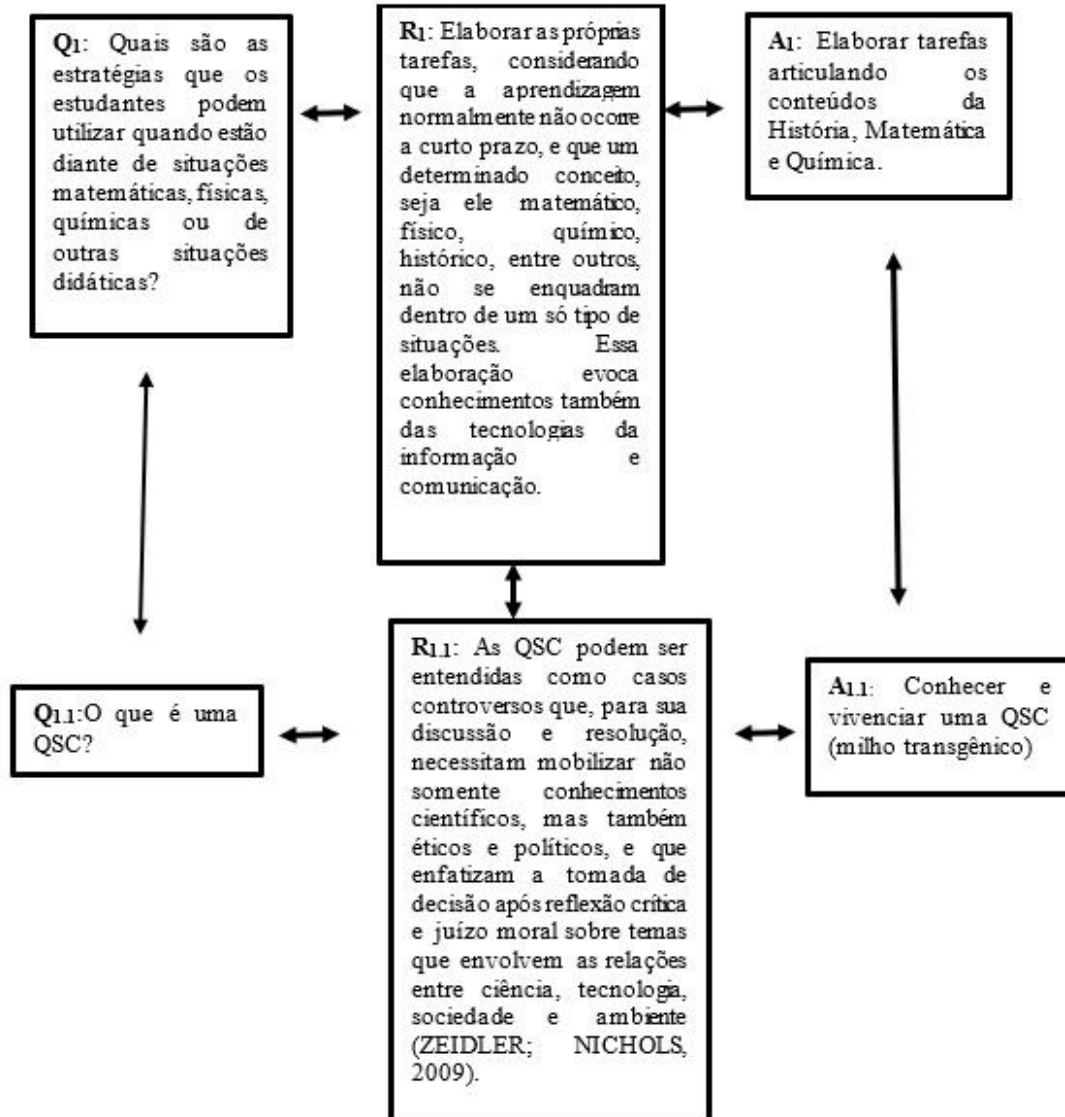 Q1: Quais são as
estratégias que os
estudantes podem
utilizar quando estão
diante de situações
matemáticas, físicas,
químicas ou de
outras situações
didáticas?
R1: Elaborar as próprias
tarefas, considerando
que a aprendizagem
normalmente não ocorre
a curto prazo, e que um
determinado conceito,
seja ele matemático,
físico, químico,
histórico, entre outros,
não se enquadram
dentro de um só tipo de
situações. Essa
elaboração evoca
conhecimentos também
das tecnologias da
informação e
comunicação.
A1: Elaborar tarefas
articulando os
conteúdos da
História, Matemática
e Química.
Q1.1:O que é uma
QSC?
R1.1: As QSC podem ser
entendidas como casos
controversos que, para sua
discussão e resolução,
necessitam mobilizar não
somente conhecimentos
científicos, mas também
éticos e políticos, e que
enfatizam a tomada de
decisão após reflexão crítica
e juízo moral sobre temas
que envolvem as relações
entre ciência, tecnologia,
sociedade e ambiente
(ZEIDLER; NICHOLS,
2009).
A1.1: Conhecer e
vivenciar uma QSC
(milho transgênico)